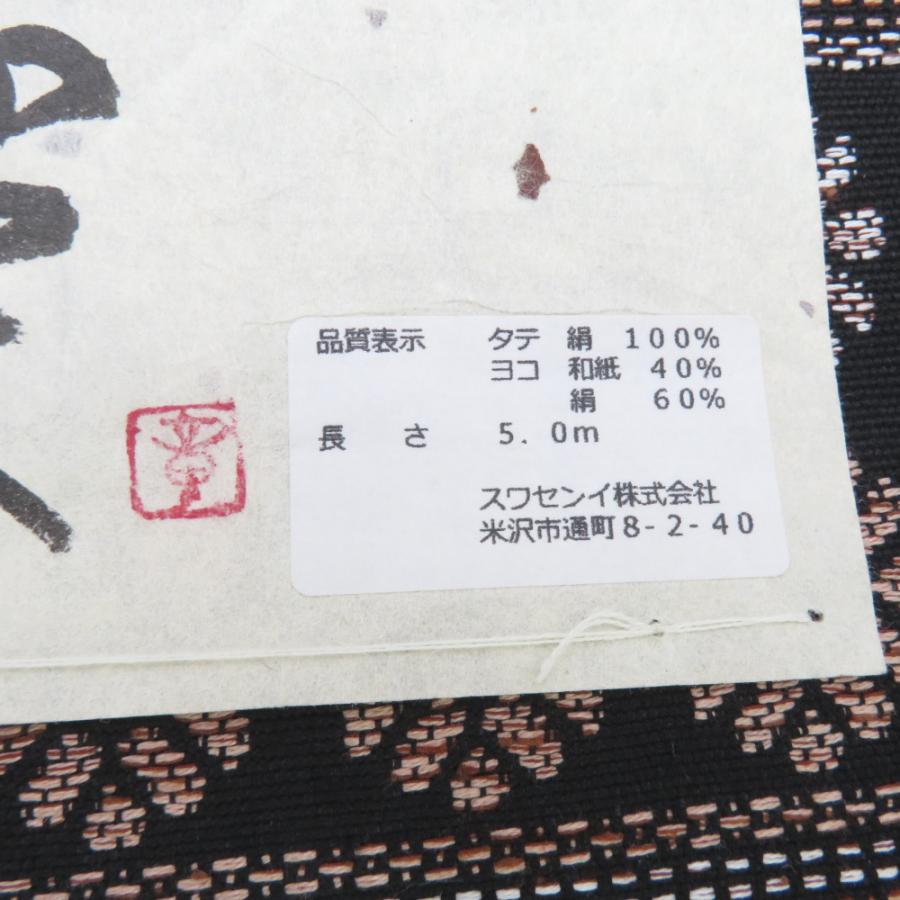 品質表示 タテ 絹 １００%
ヨコ 和紙 ４０%
絹 ６０%
長 さ ５．０m
スワセンイ株式会社
米沢市通町８-２-４０